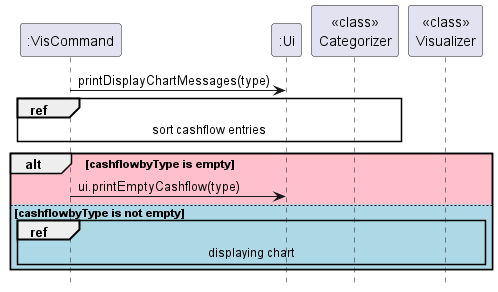 :VisCommand
:Ui
«class»
Categorizer
«class»
Visualizer
printDisplayChartMessages(type)
ref
sort cashflow entries
alt [cashflowbyType is empty]
ui.printEmptyCashflow(type)
[cashflowbyType is not empty]
ref
displaying chart